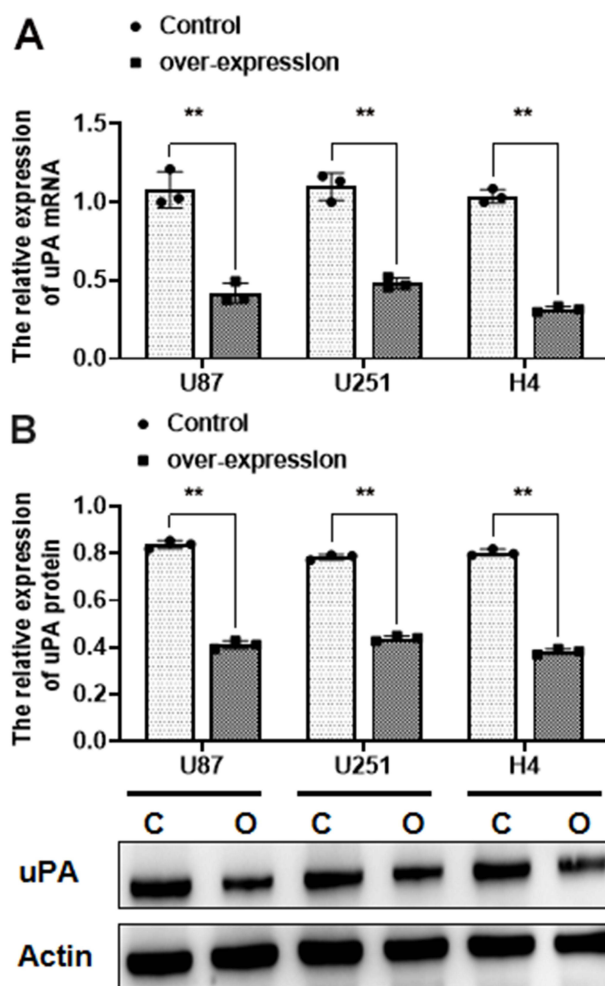 A
Control
over-expression
The relative expression
of uPA mRNA
1.5
1.0
0.5
0.0
** ** **
U87 U251 H4
B
Control
over-expression
The relative expression
of uPA protein
0.8
0.6
0.4
0.2
0.0
** ** **
U87 U251 H4
C O C O C O
uPA
Actin